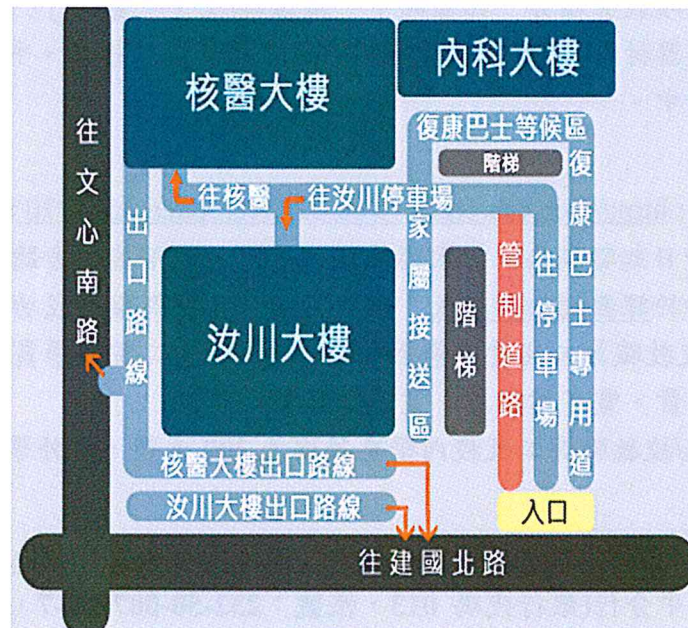 核醫大樓
內科大樓
復康巴士等候區
階梯
往文心南路
往核醫
往汝川停車場
出口路線
汝川大樓
家屬接送區
階梯
管制道路
往停車場
復康巴士專用道
核醫大樓出口路線
汝川大樓出口路線
入口
往建國北路